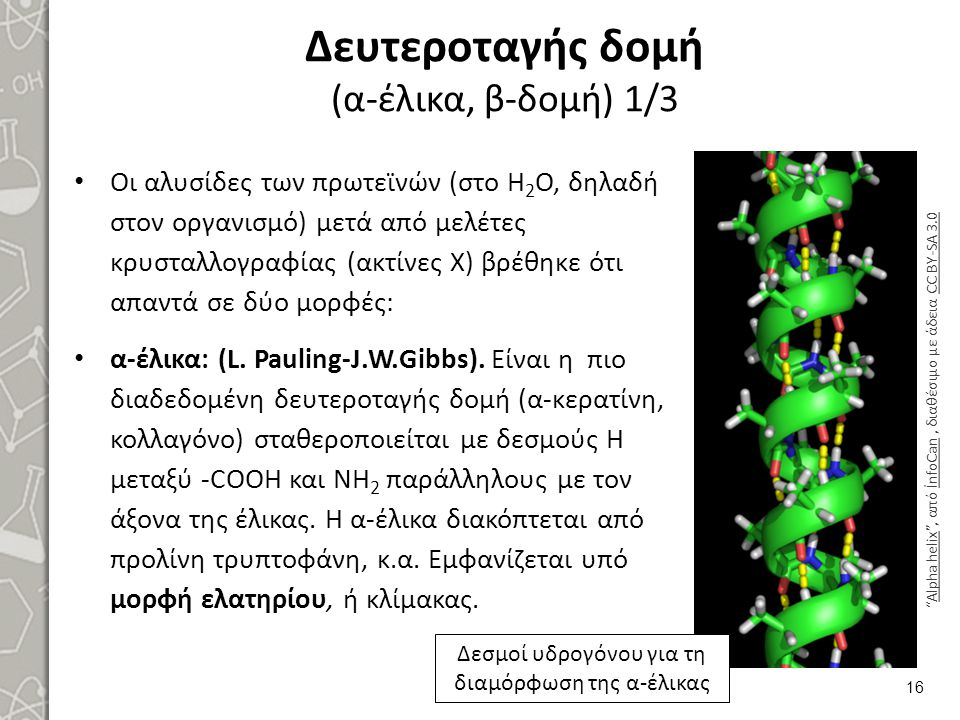 Δευτεροταγής δομή
(α-έλικα, β-δομή) 1/3
• Οι αλυσίδες των πρωτεϊνών (στο H₂O, δηλαδή
στον οργανισμό) μετά από μελέτες
κρυσταλλογραφίας (ακτίνες Χ) βρέθηκε ότι
απαντά σε δύο μορφές:
• α-έλικα: (L. Pauling-J.W.Gibbs). Είναι η πιο
διαδεδομένη δευτεροταγής δομή (α-κερατίνη,
κολλαγόνο) σταθεροποιείται με δεσμούς Η
μεταξύ -COOH και NH₂ παράλληλους με τον
άξονα της έλικας. Η α-έλικα διακόπτεται από
προλίνη τρυπτοφάνη, κ.α. Εμφανίζεται υπό
μορφή ελατηρίου, ή κλίμακας.
Δεσμοί υδρογόνου για τη
διαμόρφωση της α-έλικας
“Alpha helix”, από InfoCan , διαθέσιμο με άδεια CC BY-SA 3.0
16
OH